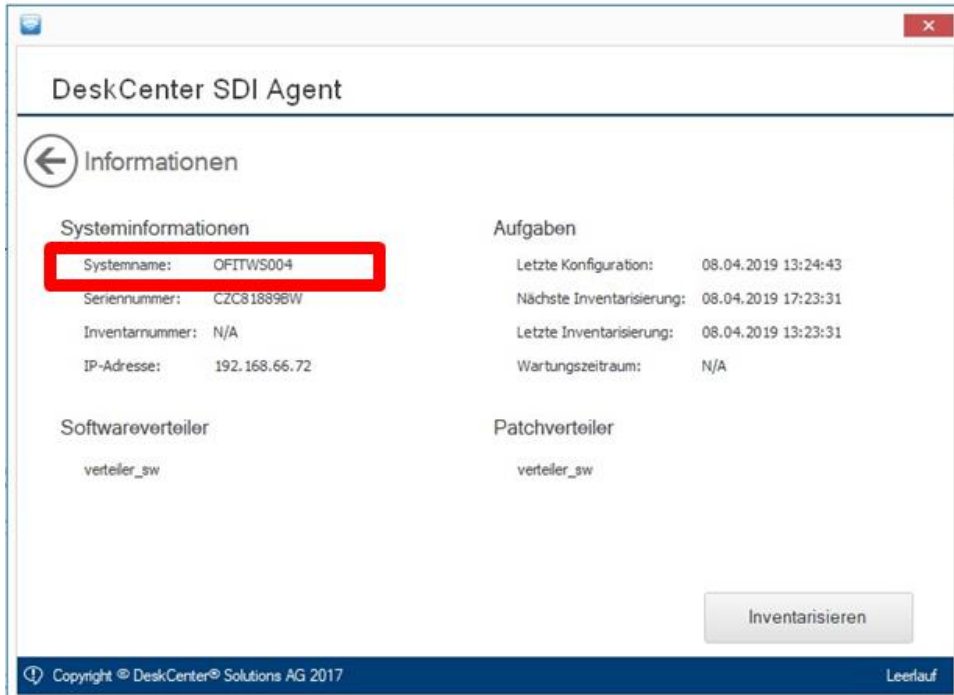 DeskCenter SDI Agent
Informationen
Systeminformationen
Systemname: OFITWS004
Seriennummer: CZC81889BW
Inventarnummer: N/A
IP-Adresse: 192.168.66.72
Aufgaben
Letzte Konfiguration: 08.04.2019 13:24:43
Nächste Inventarisierung: 08.04.2019 17:23:31
Letzte Inventarisierung: 08.04.2019 13:23:31
Wartungszeitraum: N/A
Softwareverteiler
verteiler_sw
Patchverteiler
verteiler_sw
Inventarisieren
Copyright © DeskCenter® Solutions AG 2017
Leerlauf